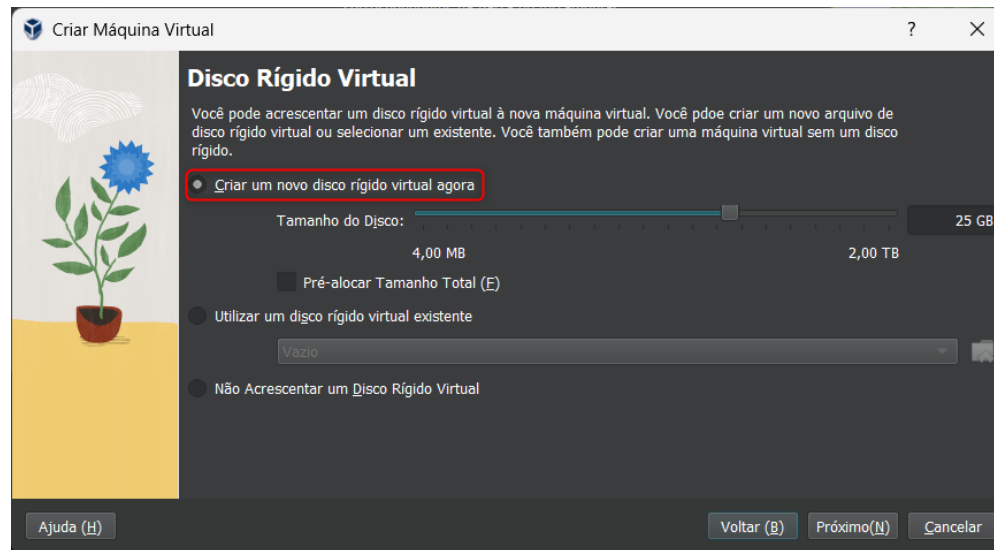 Criar Máquina Virtual
?
Disco Rígido Virtual
Você pode acrescentar um disco rígido virtual à nova máquina virtual. Você pdoe criar um novo arquivo de
disco rígido virtual ou selecionar um existente. Você também pode criar uma máquina virtual sem um disco
rígido.
Criar um novo disco rígido virtual agora
Tamanho do Disco:
25 GB
4,00 MB
2,00 TB
Pré-alocar Tamanho Total (F)
Utilizar um disco rígido virtual existente
Vazio
Não Acrescentar um Disco Rígido Virtual
Ajuda (H)
Voltar (B)
Próximo(N)
Cancelar